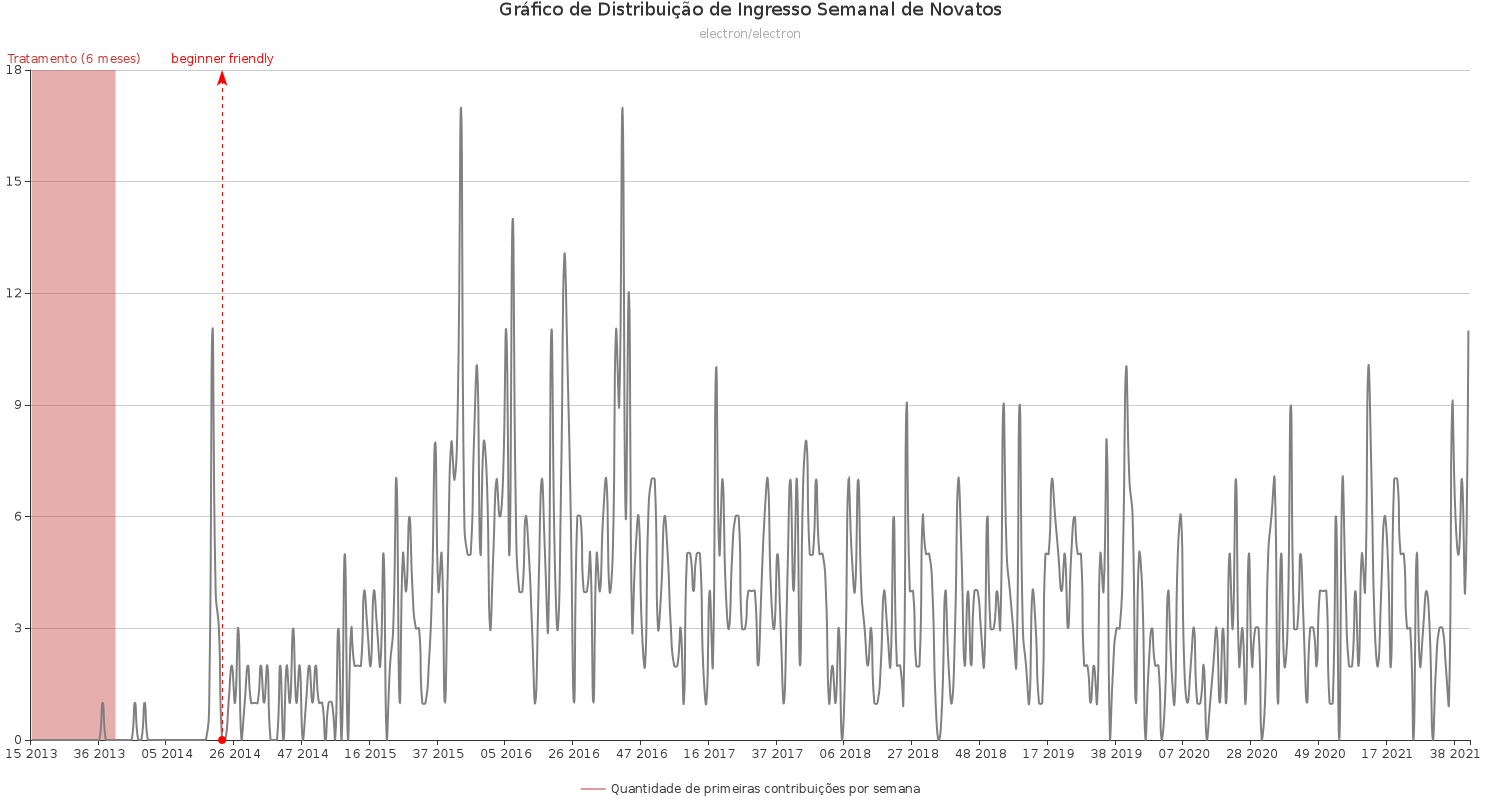 Gráfico de Distribuição de Ingresso Semanal de Novatos
electron/electron
Tratamento (6 meses) beginner friendly
18
15
12
9
6
3
0
15 2013 36 2013 05 2014 26 2014 47 2014 16 2015 37 2015 05 2016 26 2016 47 2016 16 2017 37 2017 06 2018 27 2018 48 2018 17 2019 38 2019 07 2020 28 2020 49 2020 17 2021 38 2021
Quantidade de primeiras contribuições por semana